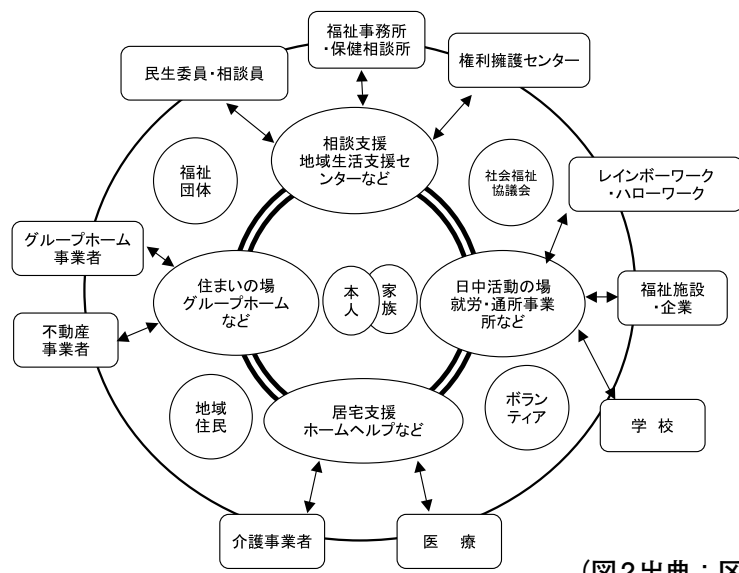 福祉事務所
・保健相談所
民生委員・相談員
権利擁護センター
相談支援
地域生活支援セ
ンターなど
福祉
団体
社会福祉
協議会
レインボーワーク
・ハローワーク
グループホーム
事業者
住まいの場
グループホーム
など
本
人
家
族
日中活動の場
就労・通所事業
所など
福祉施設
・企業
不動産
事業者
地域
住民
居宅支援
ホームヘルプなど
ボラン
ティア
学 校
介護事業者
医 療
(図2出典:区